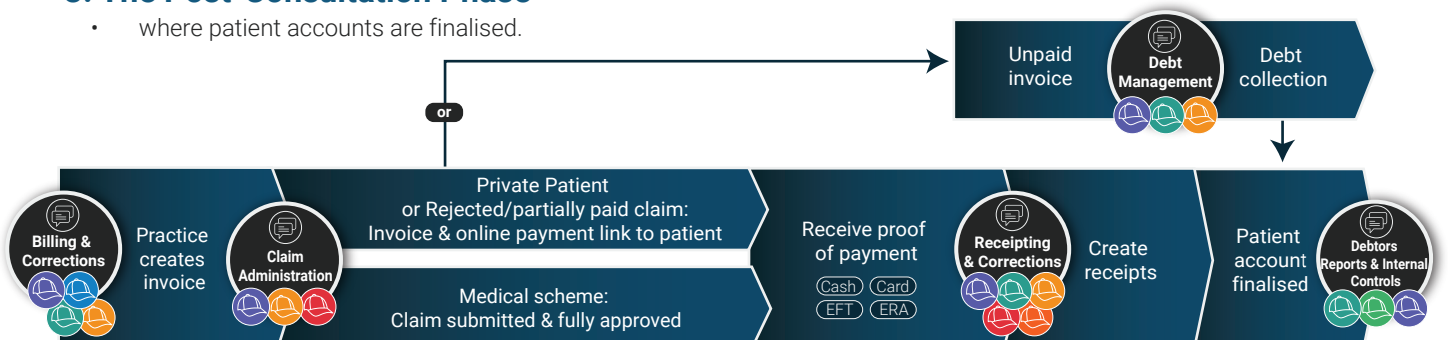 • where patient accounts are finalised.
Unpaid
invoice
Debt
Management
Debt
collection
or
Billing &
Corrections
Practice
creates
invoice
Claim
Administration
Private Patient
or Rejected/partially paid claim:
Invoice & online payment link to patient
Medical scheme:
Claim submitted & fully approved
Receive proof
of payment
Cash Card
EFT ERA
Receipting
& Corrections
Create
receipts
Patient
account
finalised
Debtors
Reports & Internal
Controls